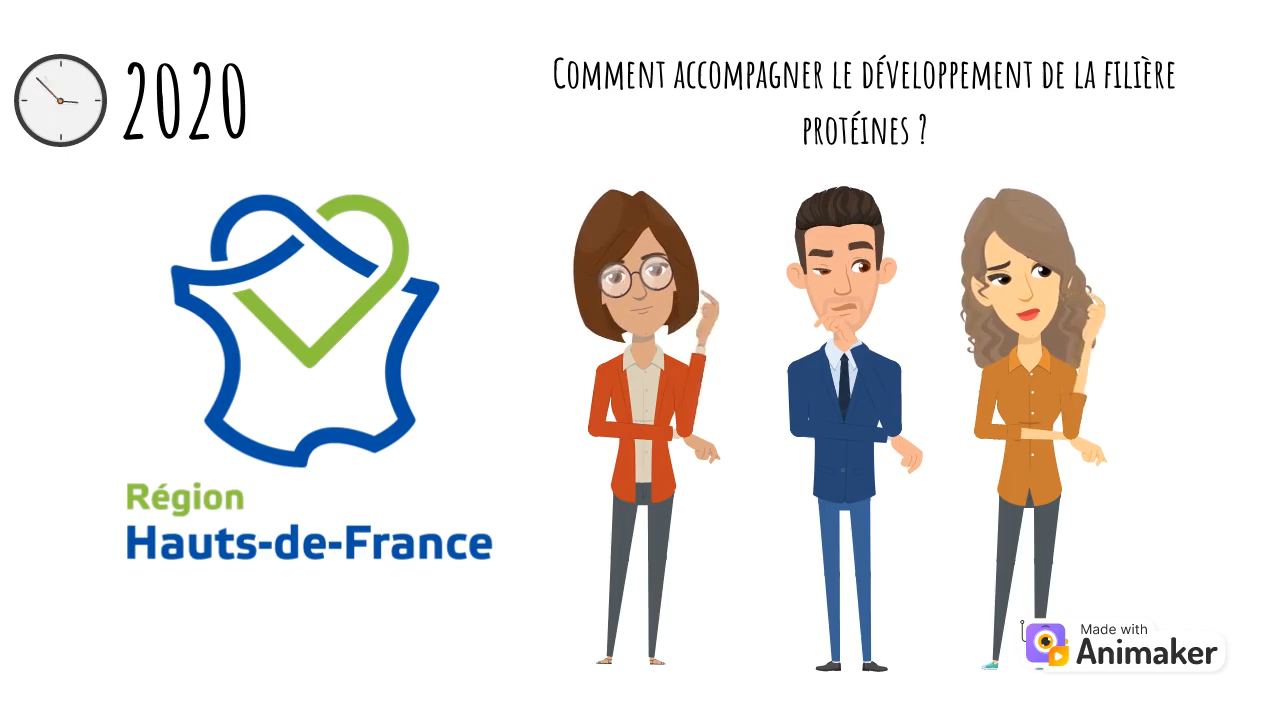 2020
Comment accompagner le développement de la filière
protéines ?
Région
Hauts-de-France
Made with
Animaker